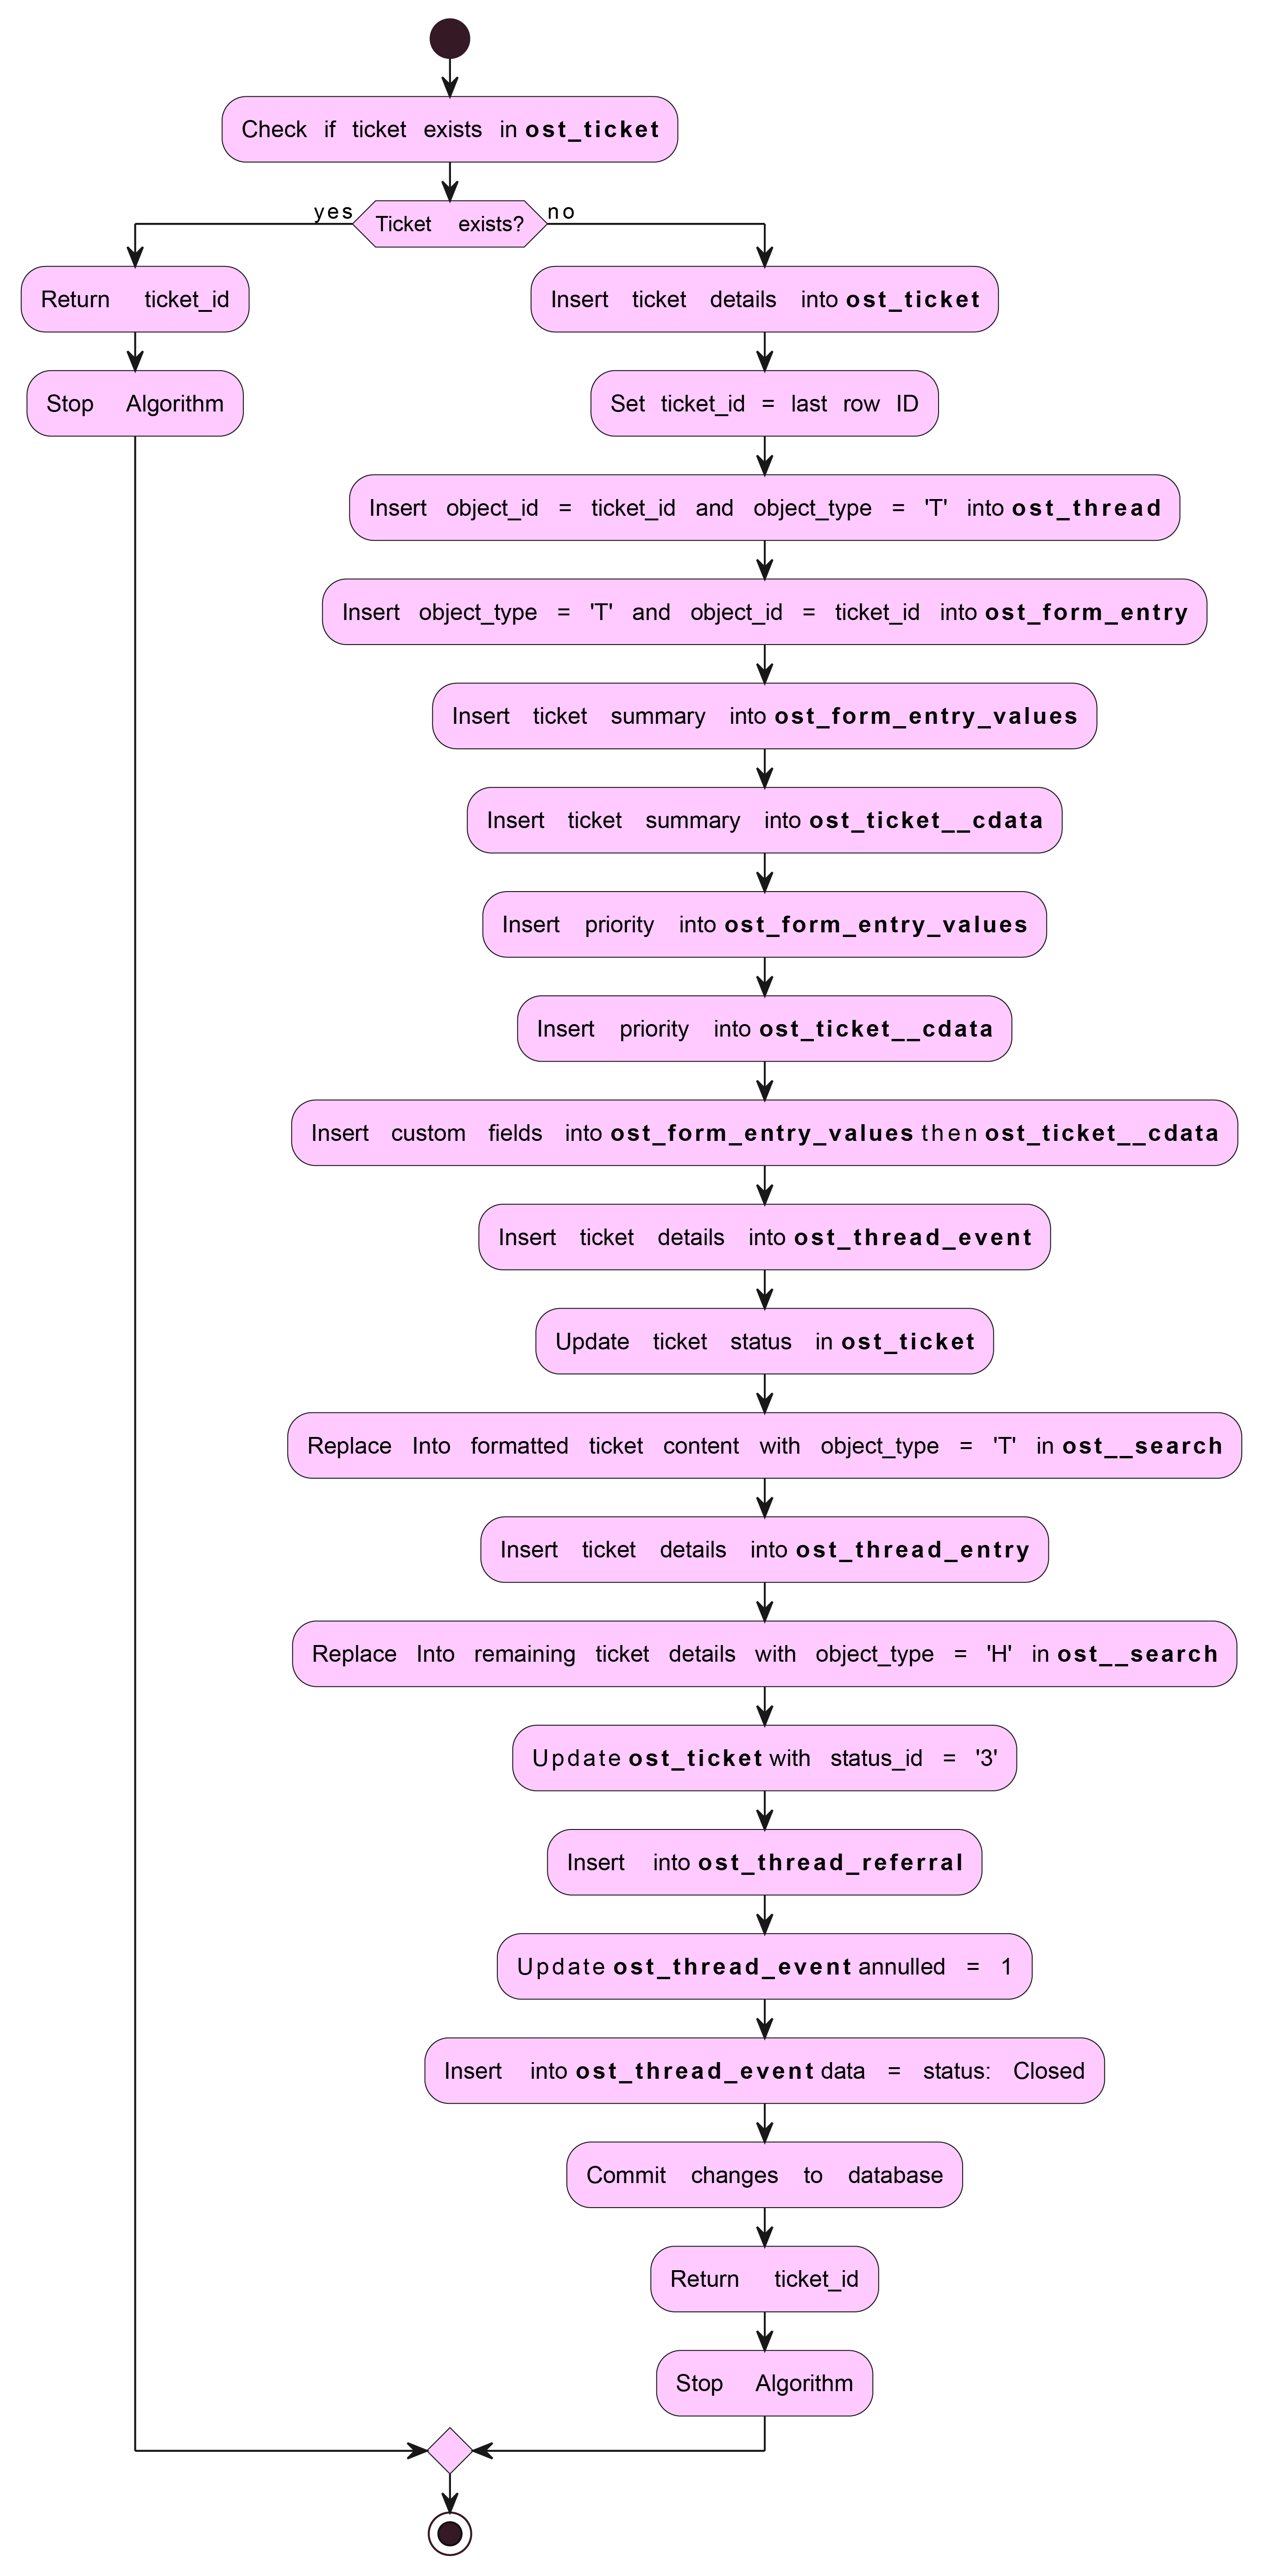 Check if ticket exists in ost_ticket
yes
Ticket exists?
no
Return ticket_id
Stop Algorithm
Insert ticket details into ost_ticket
Set ticket_id = last row ID
Insert object_id = ticket_id and object_type = 'T' into ost_thread
Insert object_type = 'T' and object_id = ticket_id into ost_form_entry
Insert ticket summary into ost_form_entry_values
Insert ticket summary into ost_ticket__cdata
Insert priority into ost_form_entry_values
Insert priority into ost_ticket__cdata
Insert custom fields into ost_form_entry_values then ost_ticket__cdata
Insert ticket details into ost_thread_event
Update ticket status in ost_ticket
Replace Into formatted ticket content with object_type = 'T' in ost__search
Insert ticket details into ost_thread_entry
Replace Into remaining ticket details with object_type = 'H' in ost__search
Update ost_ticket with status_id = '3'
Insert into ost_thread_referral
Update ost_thread_event annulled = 1
Insert into ost_thread_event data = status: Closed
Commit changes to database
Return ticket_id
Stop Algorithm